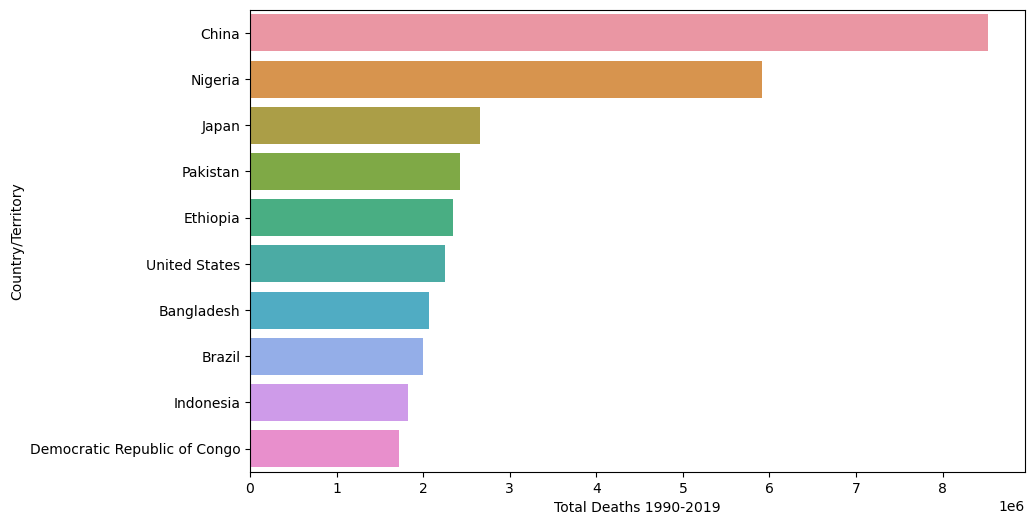 Country/Territory
China
Nigeria
Japan
Pakistan
Ethiopia
United States
Bangladesh
Brazil
Indonesia
Democratic Republic of Congo
0 1 2 3 4 5 6 7 8
1e6
Total Deaths 1990-2019